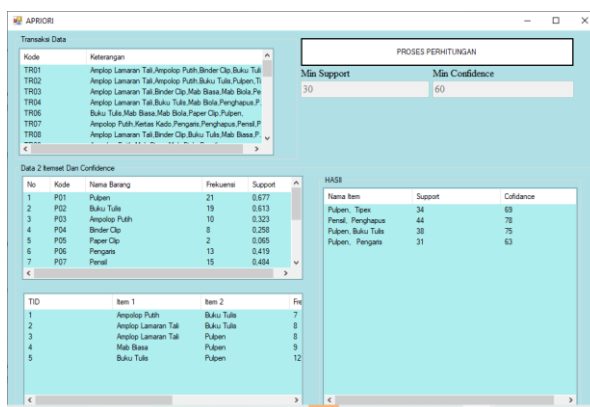 APRIORI
Transaksi Data
Kode Keterangan
TR01 Amplop Lamaran Tali,Ampolop Putih,Binder Clip,Buku Tuli
TR02 Amplop Lamaran Tali,Ampolop Putih,Buku Tulis,Pulpen,Ti
TR03 Amplop Lamaran Tali,Binder Clip,Mab Biasa,Mab Biola,Pe
TR04 Amplop Lamaran Tali,Buku Tulis,Mab Biola,Penghapus,P.
TR06 Buku Tulis,Mab Biasa,Mab Biola,Paper Clip,Pulpen,
TR07 Ampolop Putih,Kertas Kado,Pengaris,Penghapus,Pensil,P
TR08 Amplop Lamaran Tali,Binder Clip,Buku Tulis,Mab Biasa,P.
PROSES PERHITUNGAN
Min Support Min Confidence
30 60
Data 2 Itemset Dan Confidence
No Kode Nama Barang Frekuensi Support
1 P01 Pulpen 21 0,677
2 P02 Buku Tulis 19 0,613
3 P03 Ampolop Putih 10 0,323
4 P04 Binder Clip 8 0,258
5 P05 Paper Clip 2 0,065
6 P06 Pengaris 13 0,419
7 P07 Pensil 15 0,484
TID Item 1 Item 2 Fre
1 Ampolop Putih Buku Tulis 7
2 Amplop Lamaran Tali Buku Tulis 8
3 Amplop Lamaran Tali Pulpen 8
4 Mab Biasa Pulpen 9
5 Buku Tulis Pulpen 12
HASIl
Nama Item Support Cofidance
Pulpen, Tipex 34 69
Pensil, Penghapus 44 78
Pulpen, Buku Tulis 38 75
Pulpen, Pengaris 31 63